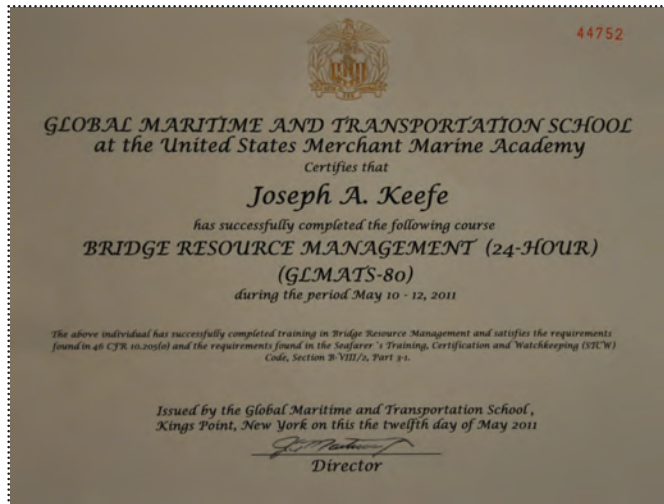 44752
GLOBAL MARITIME AND TRANSPORTATION SCHOOL
at the United States Merchant Marine Academy
Certifies that
Joseph A. Keefe
has successfully completed the following course
BRIDGE RESOURCE MANAGEMENT (24-HOUR)
(GLMATS-80)
during the period May 10 - 12, 2011
The above individual has successfully completed training in Bridge Resource Management and satisfies the requirements
found in 46 CFR 10.205(o) and the requirements found in the Seafarer's Training, Certification and Watchkeeping (STCW)
Code, Section B-VIII/2, Part 3-1.
Issued by the Global Maritime and Transportation School,
Kings Point, New York on this the twelfth day of May 2011
Director